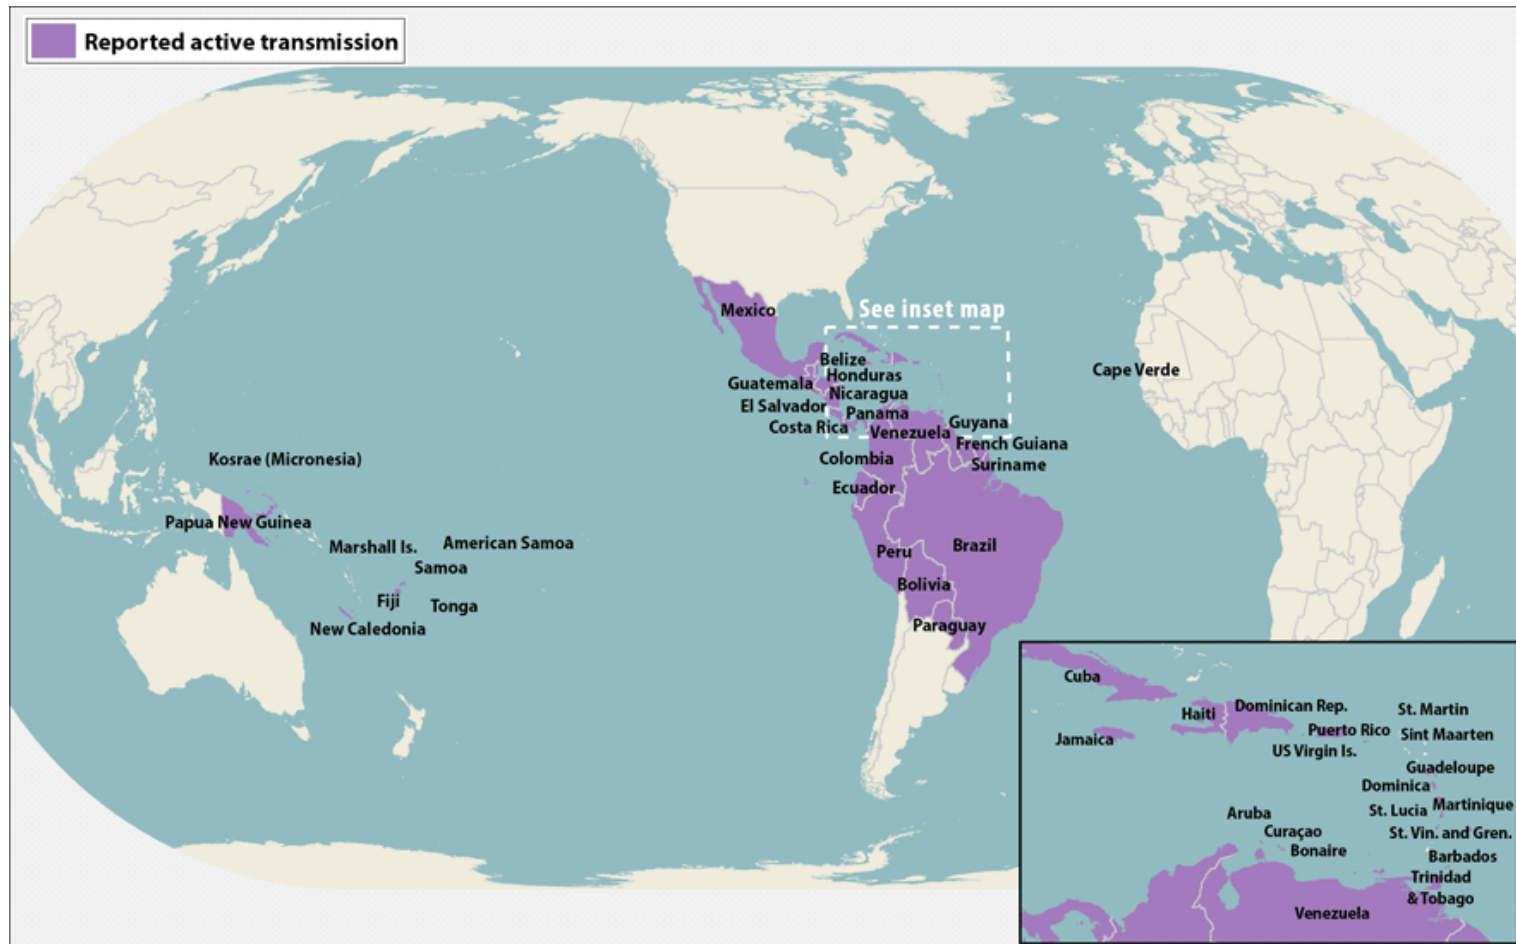 Reported active transmission
See inset map
Mexico
Belize
Honduras
Guatemala
Nicaragua
El Salvador
Panama
Costa Rica
Venezuela
Guyana
French Guiana
Suriname
Colombia
Ecuador
Peru
Brazil
Bolivia
Paraguay
Cape Verde
Kosrae (Micronesia)
Papua New Guinea
Marshall Is.
American Samoa
Samoa
Fiji
Tonga
New Caledonia
Cuba
Haiti
Dominican Rep.
St. Martin
Jamaica
Puerto Rico
Sint Maarten
US Virgin Is.
Guadeloupe
Dominica
Martinique
St. Lucia
Aruba
Curaçao
St. Vin. and Gren.
Bonaire
Barbados
Trinidad
& Tobago
Venezuela